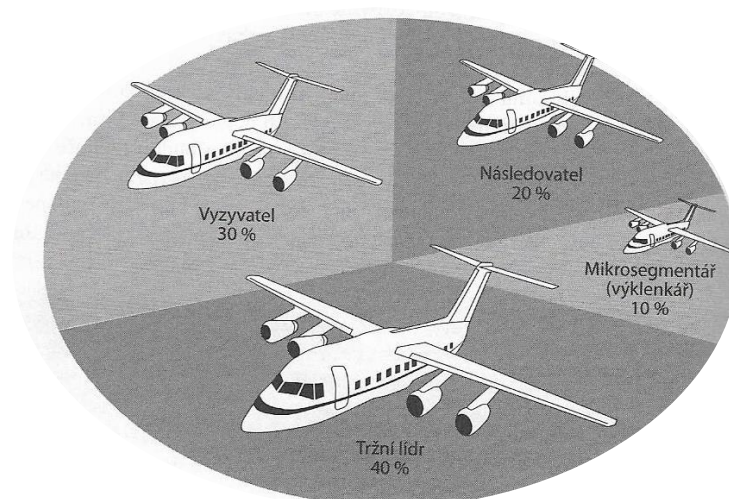 Vyzyvatel
30 %
Následovatel
20 %
Mikrosegmentář
(výklenkář)
10 %
Tržní lídr
40 %